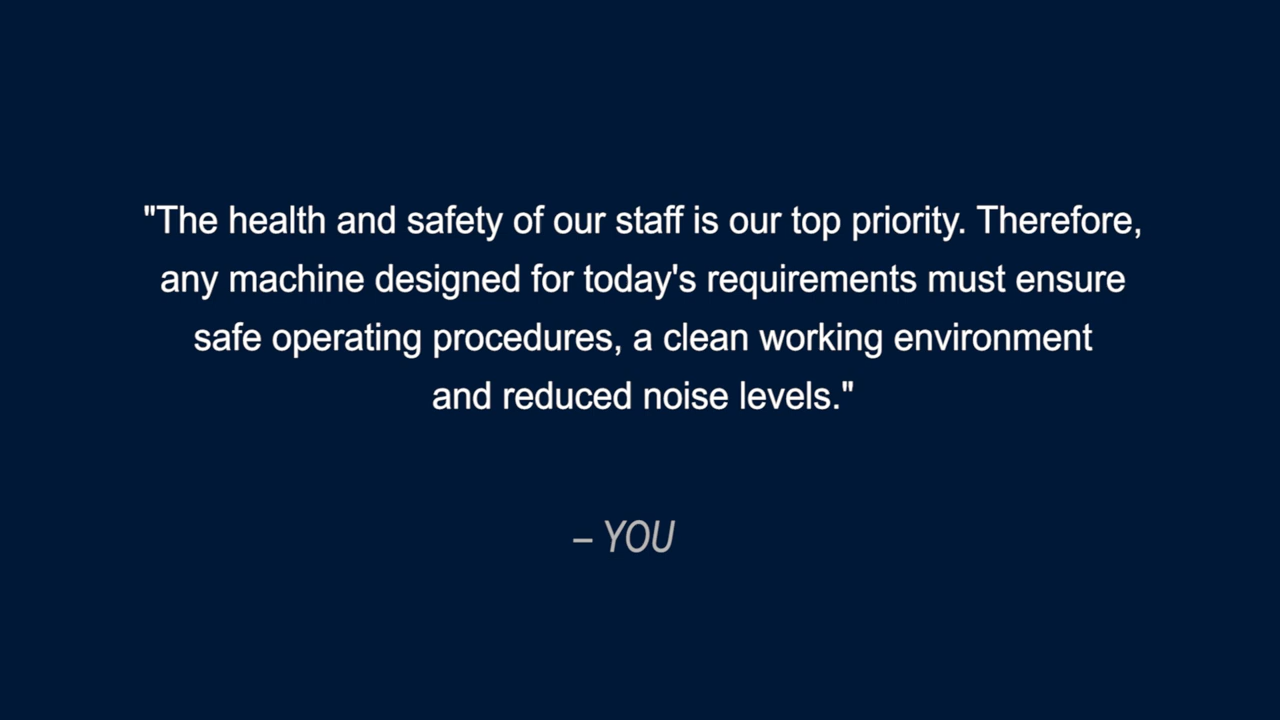 "The health and safety of our staff is our top priority. Therefore,
any machine designed for today's requirements must ensure
safe operating procedures, a clean working environment
and reduced noise levels."
– YOU